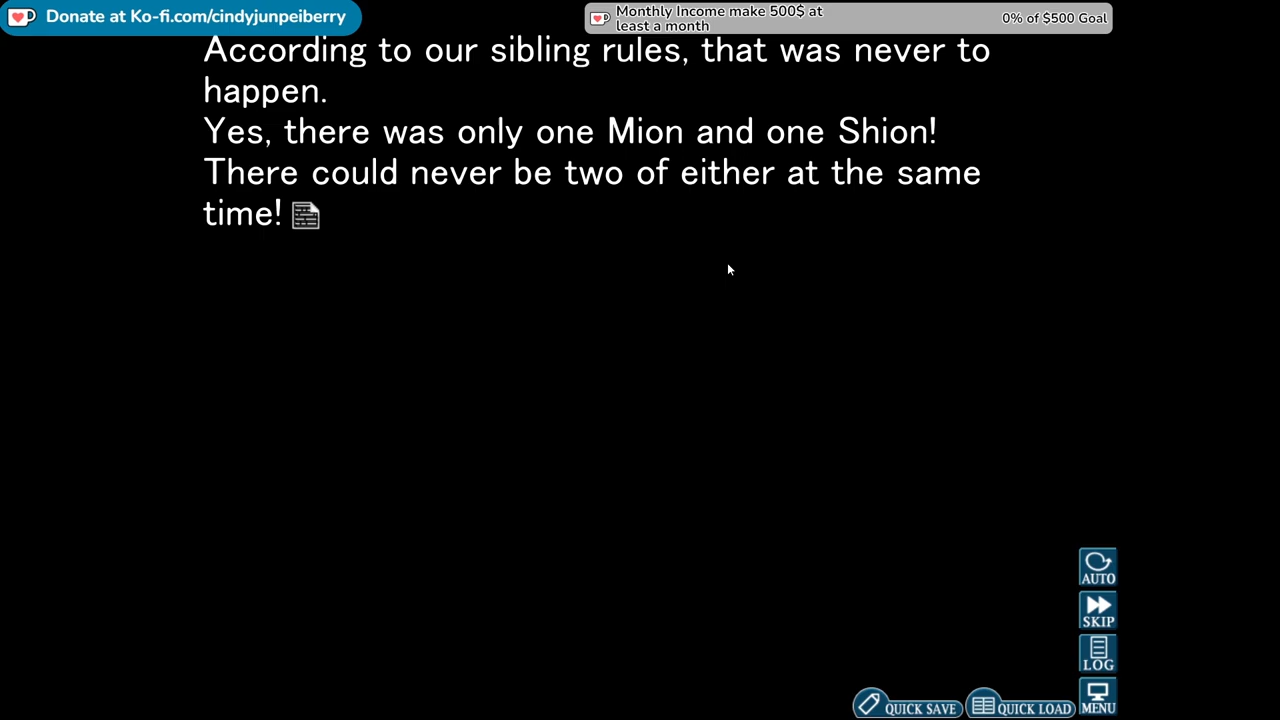 Donate at Ko-fi.com/cindyjunpeiberry
Monthly Income make 500$ at
least a month
0% of $500 Goal
According to our sibling rules, that was never to
happen.
Yes, there was only one Mion and one Shion!
There could never be two of either at the same
time!
AUTO
SKIP
LOG
MENU
QUICK SAVE
QUICK LOAD